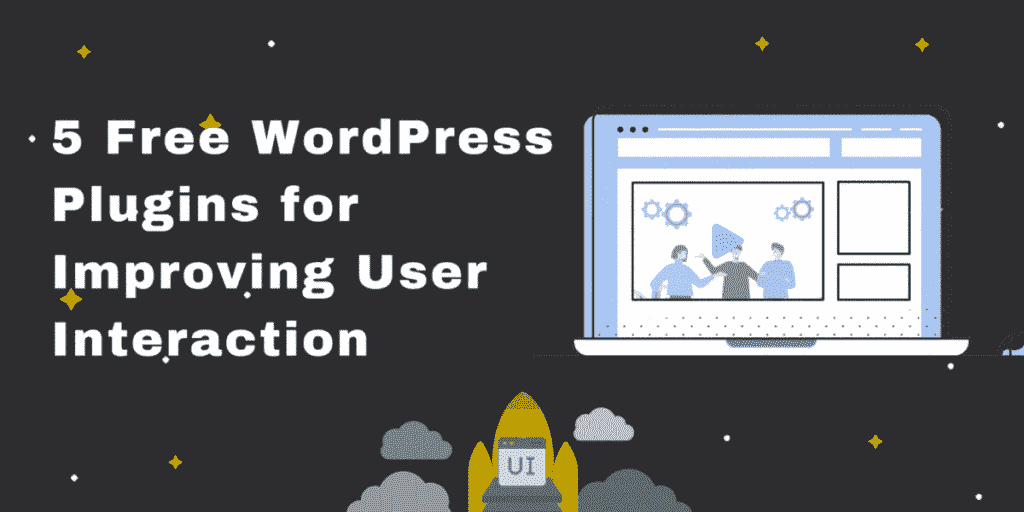 5 Free WordPress
Plugins for
Improving User
Interaction
UI